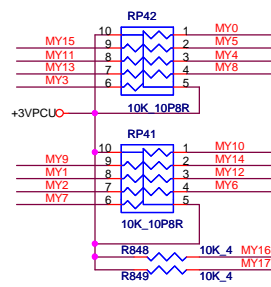 RP42
10 1 MY0
MY15 9 2 MY5
MY11 8 3 MY4
MY13 7 4 MY8
MY3 6 5
+3VPCU 10K_10P8R
RP41
10 1 MY10
MY9 9 2 MY14
MY1 8 3 MY12
MY2 7 4 MY6
MY7 6 5
10K_10P8R
R848 10K_4 MY16
R849 10K_4 MY17